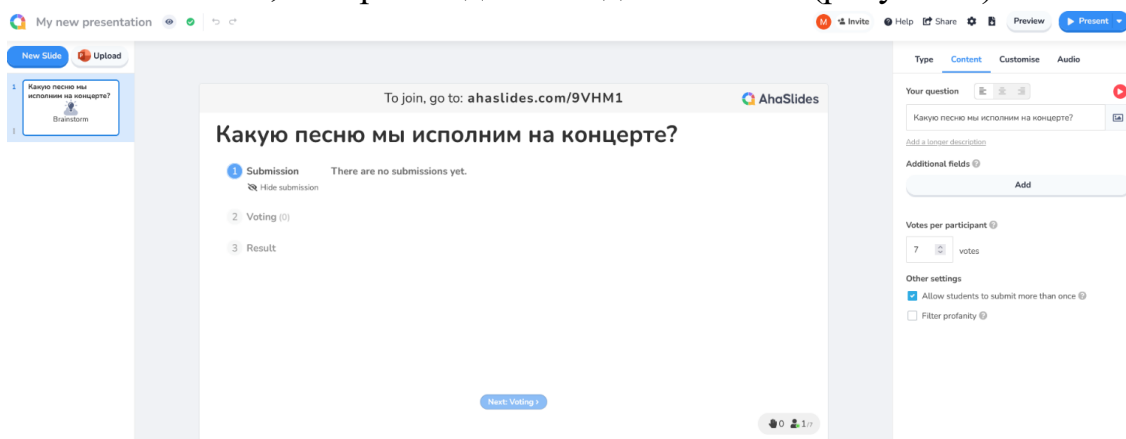 My new presentation
M Invite
Help
Share
Preview
Present
New Slide
Upload
1
Какую песню мы
исполним на концерте?
Brainstorm
To join, go to: ahaslides.com/9VHM1
AhaSlides
Какую песню мы исполним на концерте?
1 Submission There are no submissions yet.
Hide submission
2 Voting (0)
3 Result
Next: Voting >
0 1/7
Type Content Customise Audio
Your question
Какую песню мы исполним на концерте?
Add a longer description
Additional fields
Add
Votes per participant
7 votes
Other settings
Allow students to submit more than once
Filter profanity